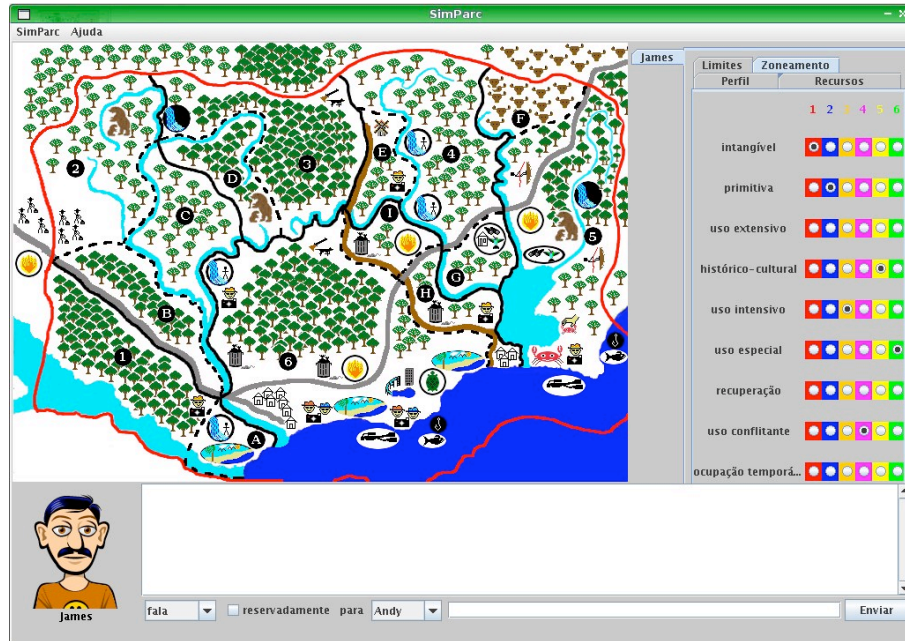 SimParc
SimParc Ajuda
James
Limites Zoneamento
Perfil Recursos
1 2 3 4 5 6
intangível
primitiva
uso extensivo
histórico-cultural
uso intensivo
uso especial
recuperação
uso conflitante
ocupação temporá...
F
E
4
2
3
D
C
I
5
G
B
H
1
6
A
James
fala reservadamente para Andy Enviar